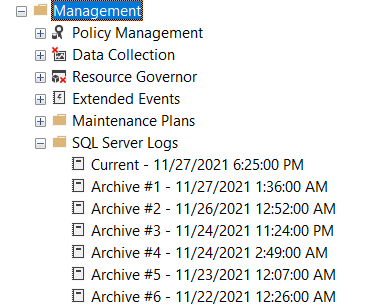 Management
Policy Management
Data Collection
Resource Governor
Extended Events
Maintenance Plans
SQL Server Logs
Current - 11/27/2021 6:25:00 PM
Archive #1 - 11/27/2021 1:36:00 AM
Archive #2 - 11/26/2021 12:52:00 AM
Archive #3 - 11/24/2021 11:24:00 PM
Archive #4 - 11/24/2021 2:49:00 AM
Archive #5 - 11/23/2021 12:07:00 AM
Archive #6 - 11/22/2021 12:26:00 AM